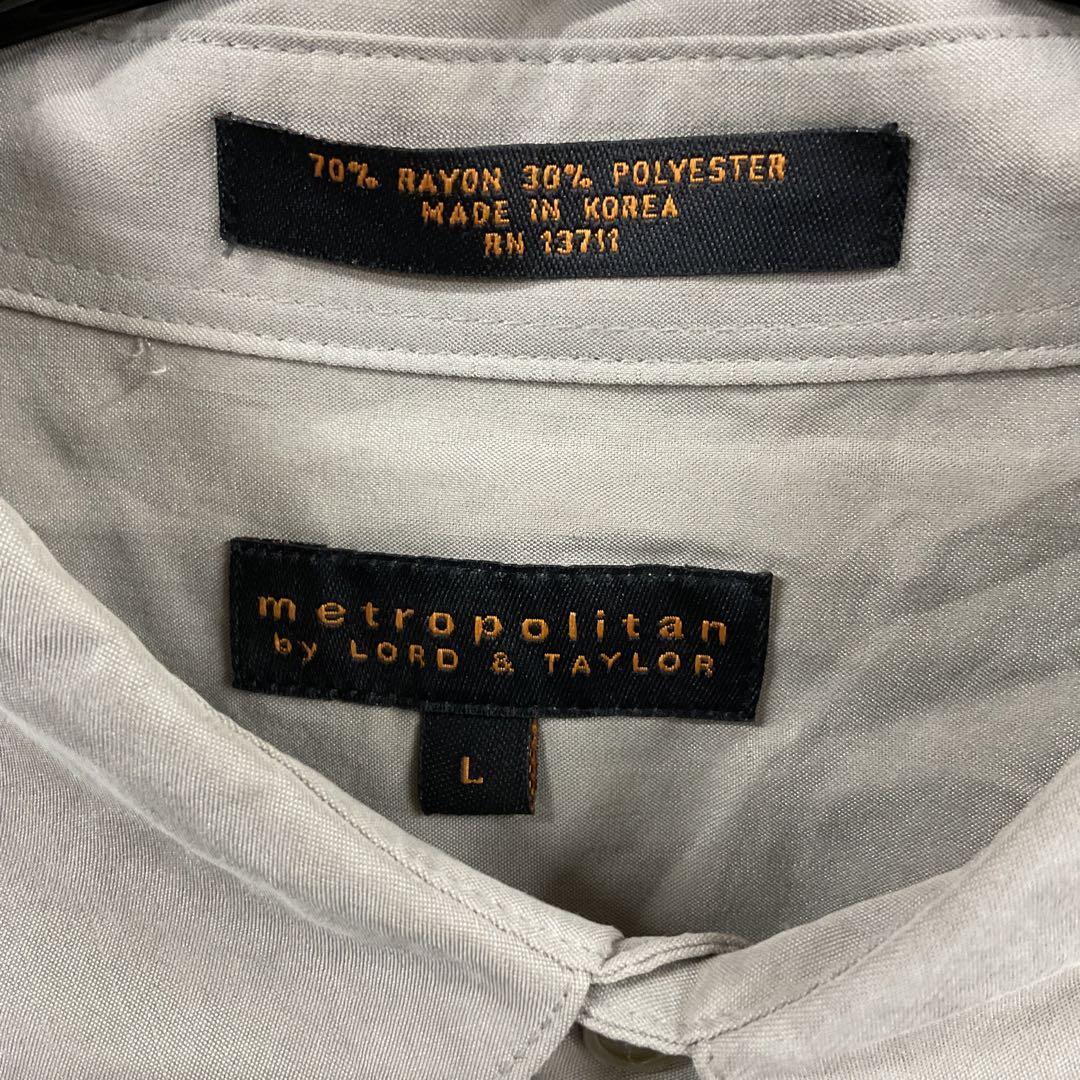 70% RAYON 30% POLYESTER
MADE IN KOREA
RN 13711
metropolitan
by LORD & TAYLOR
L